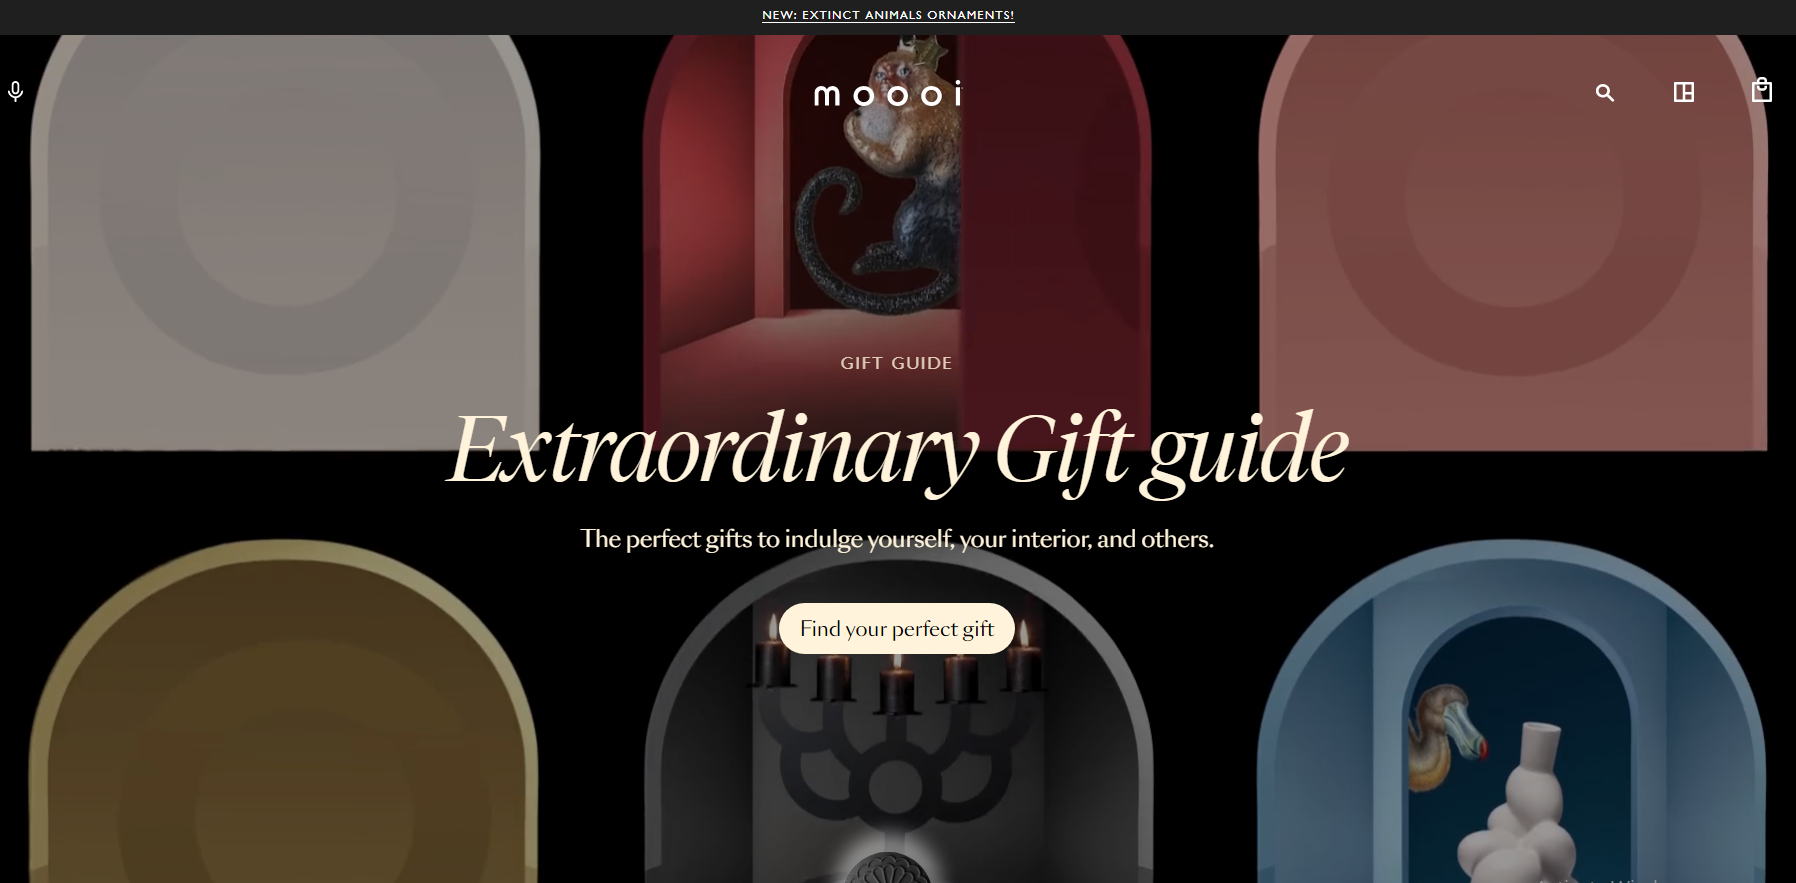 NEW: EXTINCT ANIMALS ORNAMENTS!
moooi
GIFT GUIDE
Extraordinary Gift guide
The perfect gifts to indulge yourself, your interior, and others.
Find your perfect gift